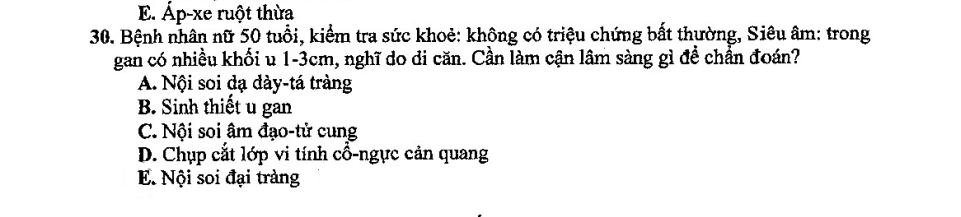 E. Áp-xe ruột thừa
30. Bệnh nhân nữ 50 tuổi, kiểm tra sức khoẻ: không có triệu chứng bất thường, Siêu âm: trong
gan có nhiều khối u 1-3cm, nghĩ do di căn. Cần làm cận lâm sàng gì để chẩn đoán?
A. Nội soi dạ dày-tá tràng
B. Sinh thiết u gan
C. Nội soi âm đạo-tử cung
D. Chụp cắt lớp vi tính cổ-ngực cản quang
E. Nội soi đại tràng